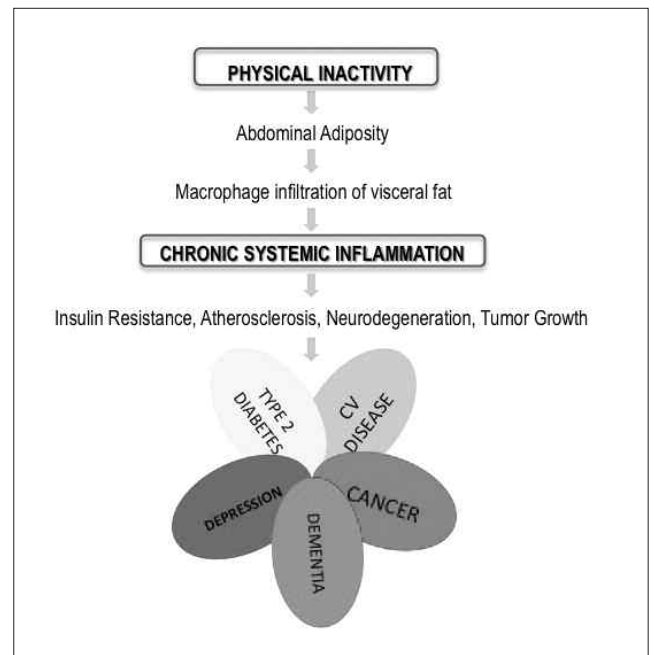 PHYSICAL INACTIVITY
Abdominal Adiposity
Macrophage infiltration of visceral fat
CHRONIC SYSTEMIC INFLAMMATION
Insulin Resistance, Atherosclerosis, Neurodegeneration, Tumor Growth
TYPE 2
DIABETES
CV
DISEASE
DEPRESSION
CANCER
DEMENTIA